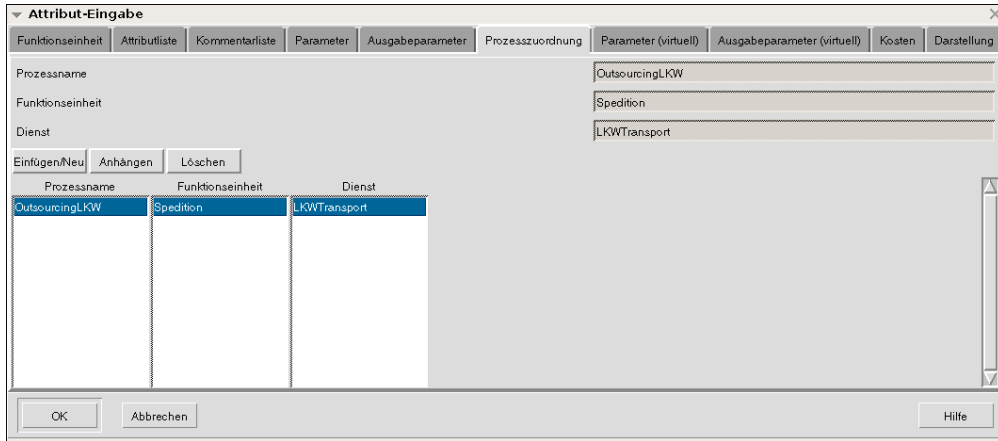 Attribut-Eingabe
Funktionseinheit Attributliste Kommentarliste Parameter Ausgabeparameter Prozesszuordnung Parameter (virtuell) Ausgabeparameter (virtuell) Kosten Darstellung
Prozessname OutsourcingLKW
Funktionseinheit Spedition
Dienst LKWTransport
Einfügen/Neu Anhängen Löschen
Prozessname Funktionseinheit Dienst
OutsourcingLKW Spedition LKWTransport
OK Abbrechen Hilfe